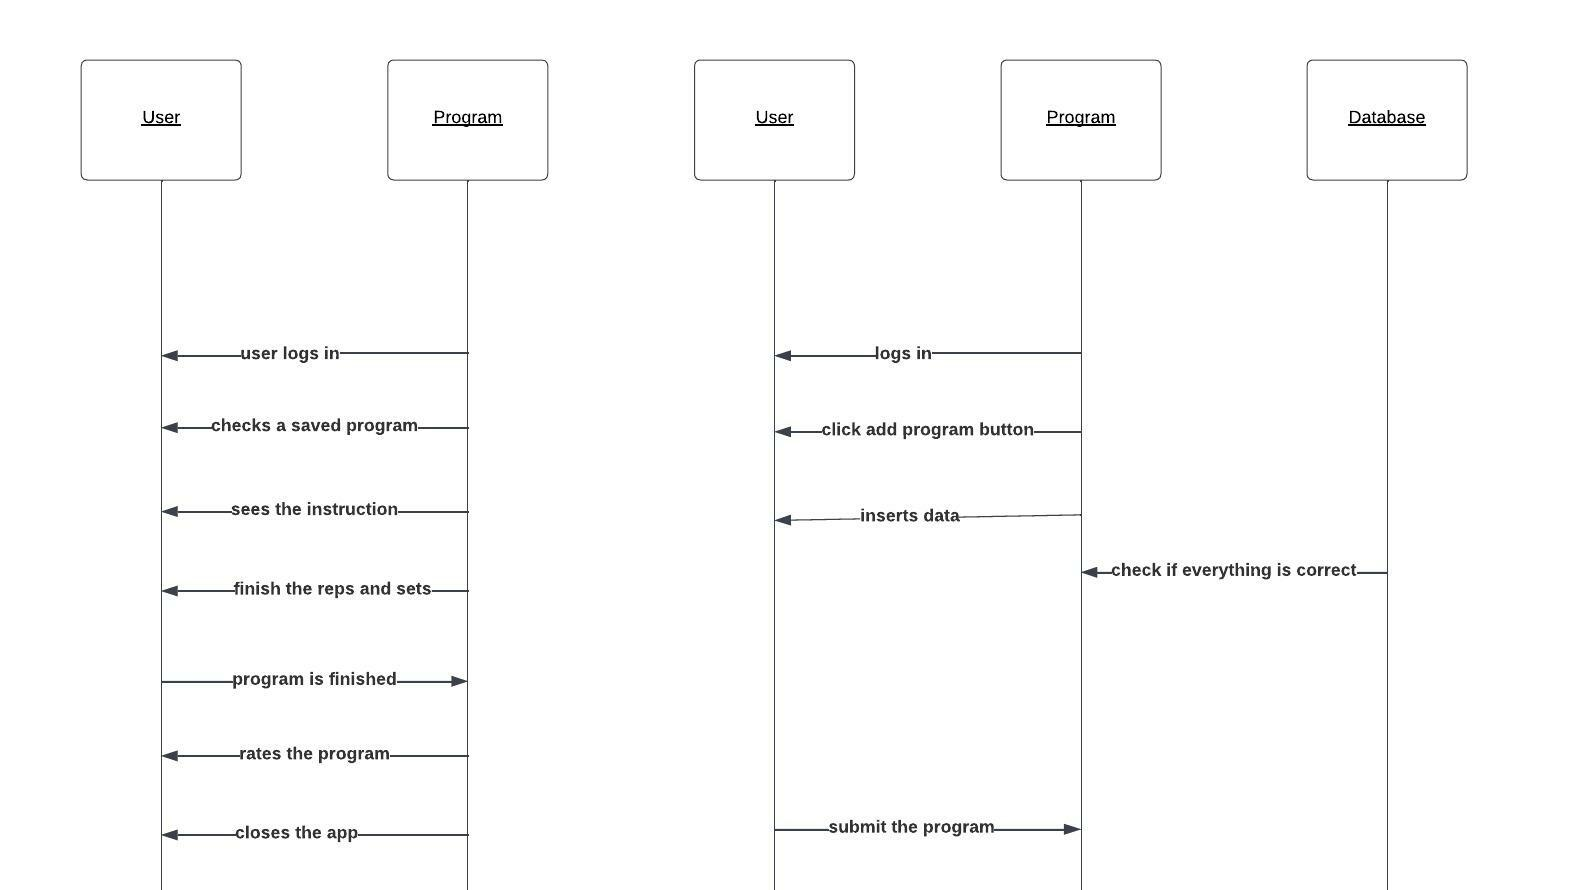 User
Program
User
Program
Database
user logs in
checks a saved program
sees the instruction
finish the reps and sets
program is finished
rates the program
closes the app
logs in
click add program button
inserts data
check if everything is correct
submit the program